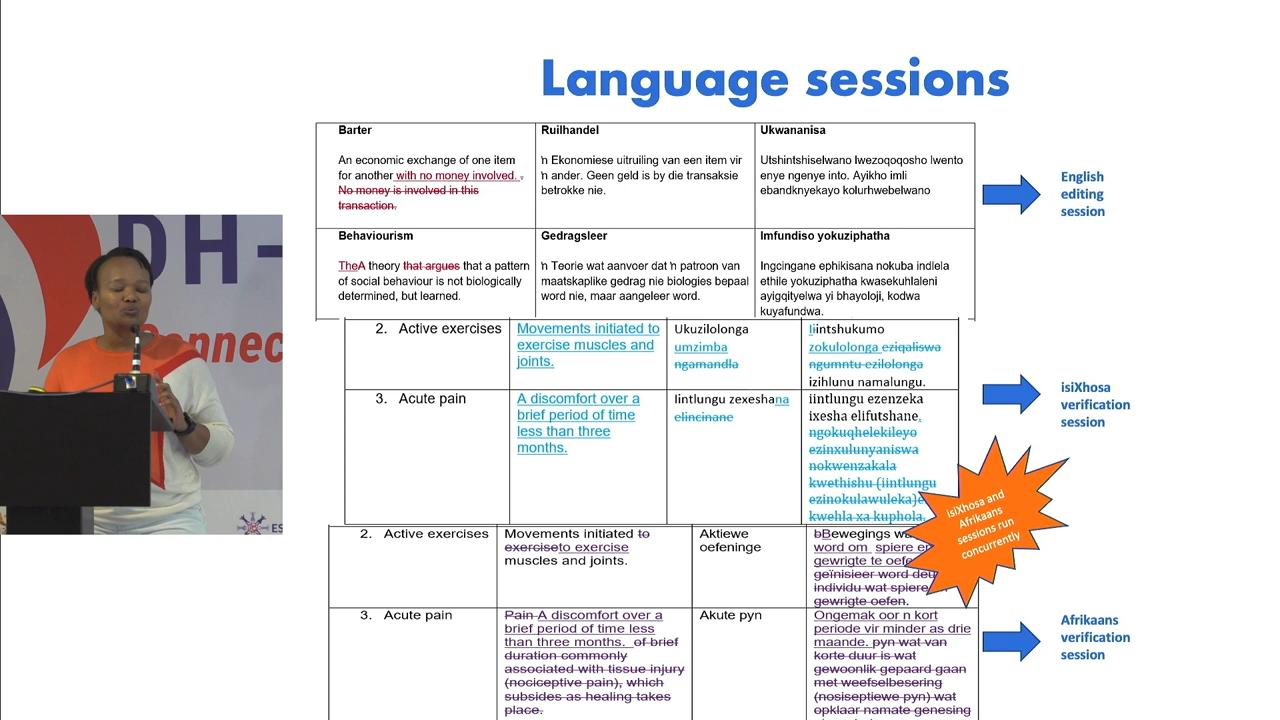 Language sessions
Barter
An economic exchange of one item
for another with no money involved. .
No money is involved in this
transaction.
Ruilhandel
'n Ekonomiese uitruiling van een item vir
'n ander. Geen geld is by die transaksie
betrokke nie.
Ukwananisa
Utshintshiselwano lwezoqoqosho lwento
enye ngenye into. Ayikho imli
ebandknyekayo kolurhwebelwano
English
editing
session
Behaviourism
TheA theory that argues that a pattern
of social behaviour is not biologically
determined, but learned.
Gedragsleer
'n Teorie wat aanvoer dat 'n patroon van
maatskaplike gedrag nie biologies bepaal
word nie, maar aangeleer word.
Imfundiso yokuziphatha
Ingcingane ephikisana nokuba indlela
ethile yokuziphatha kwasekuhlaleni
ayigqityelwa yi bhayoloji, kodwa
kuyafundwa.
2. Active exercises
Movements initiated to
exercise muscles and
joints.
Ukuzilolonga
umzimba
ngamandla
Iiintshukumo
zokulolonga eziqaliswa
ngumntu ezilolonga
izihlunu namalungu.
3. Acute pain
A discomfort over a
brief period of time
less than three
months.
Iintlungu zexeshana
elincinane
iintlungu ezenzeka
ixesha elifutshane.
ngokuqhelekileyo
ezinxulunyaniswa
nokwenzakala
kwethishu (iintlungu
ezinokulawuleka)
kwehla xa kuphola.
isiXhosa
verification
session
isiXhosa and
Afrikaans
sessions run
concurrently
2. Active exercises
Movements initiated to
exerciseto exercise
muscles and joints.
Aktiewe
oefeninge
bBewegings
word om spiere
gewrigte te
geïnisieer word
individu wat spiere
gewrigte oefen.
3. Acute pain
Pain A discomfort over a
brief period of time less
than three months. of brief
duration commonly
associated with tissue injury
(nociceptive pain), which
subsides as healing takes
place.
Akute pyn
Ongemak oor n kort
periode vir minder as drie
maande. pyn wat van
korte duur is wat
gewoonlik gepaard gaan
met weefselbesering
(nosiseptiewe pyn) wat
opklaar namate genesing
Afrikaans
verification
session
DH-
onnec
ES